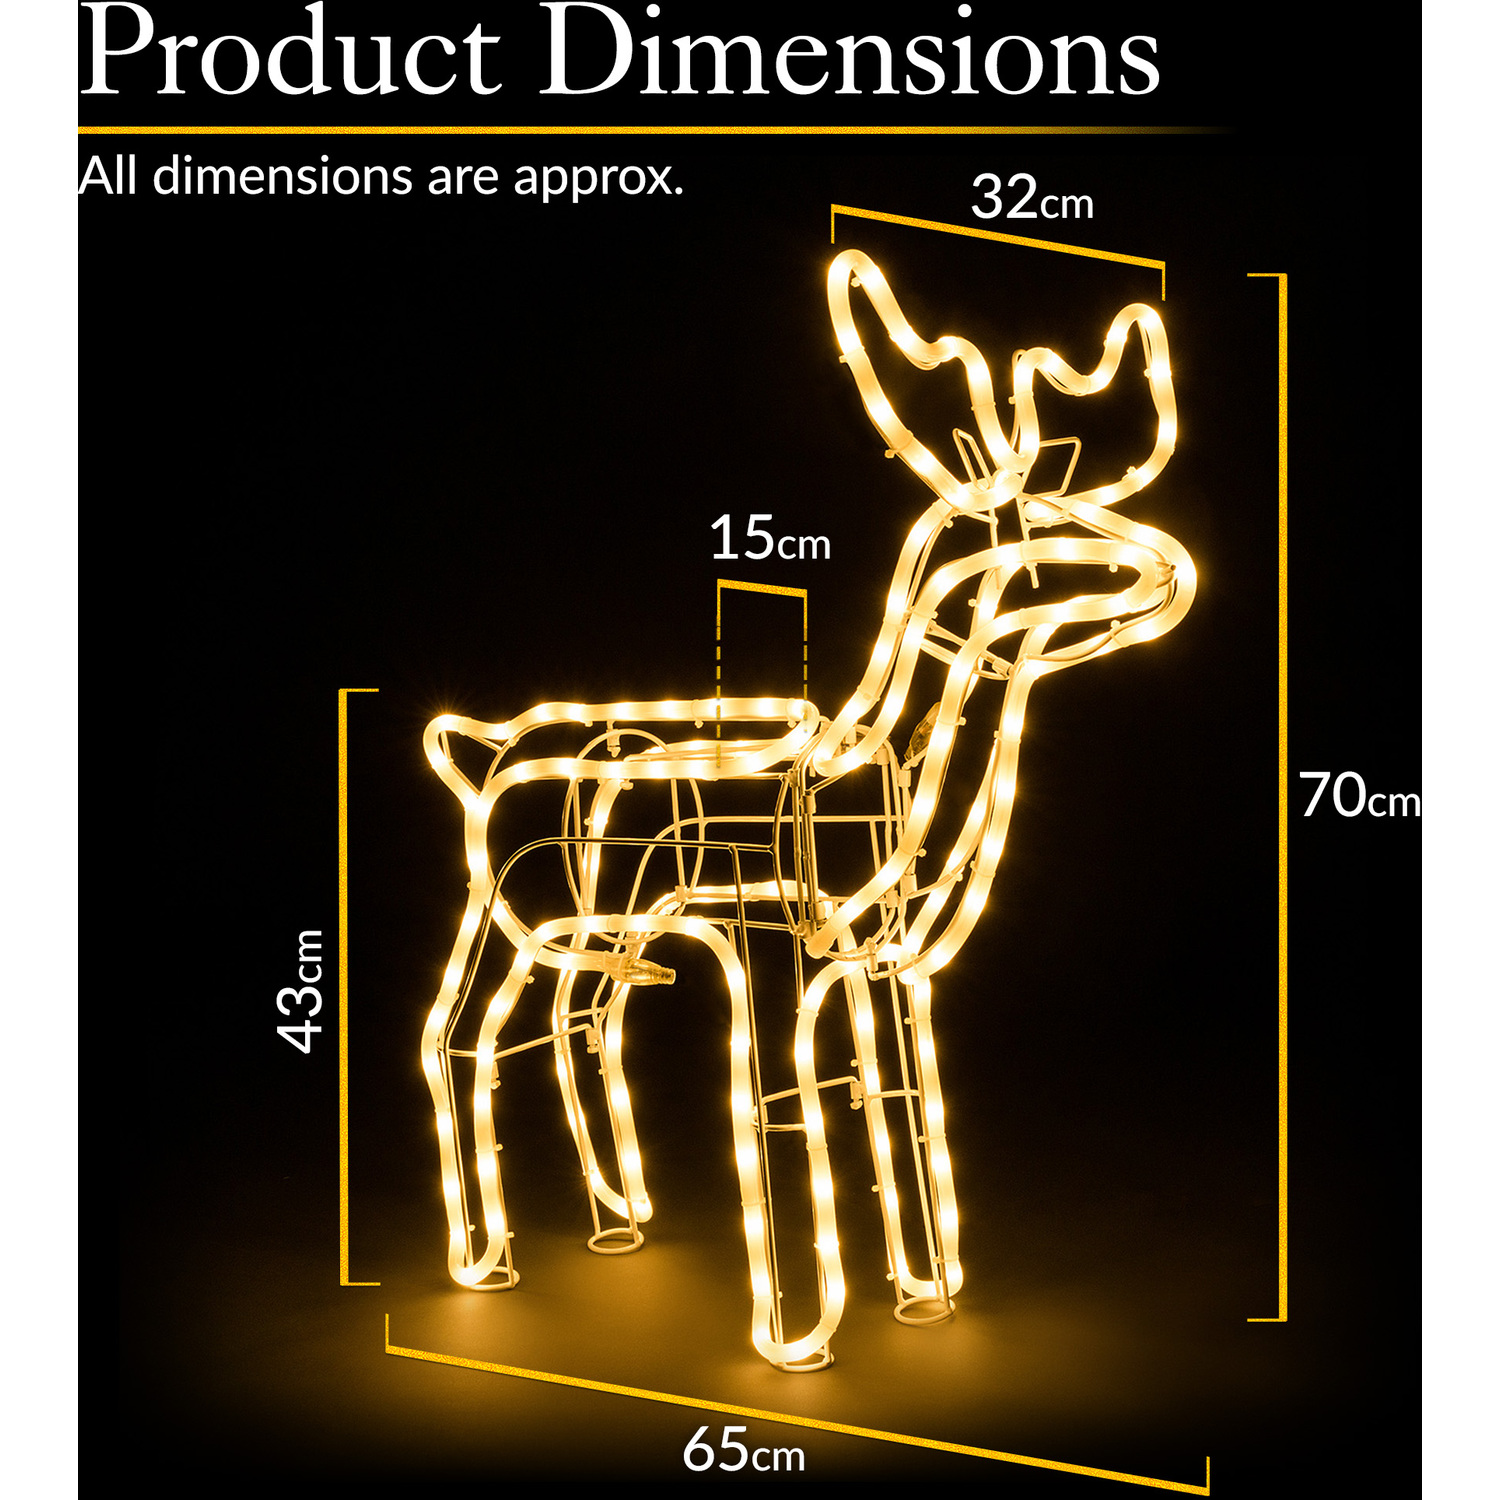 Product Dimensions
All dimensions are approx.
32cm
15cm
70cm
43cm
65cm